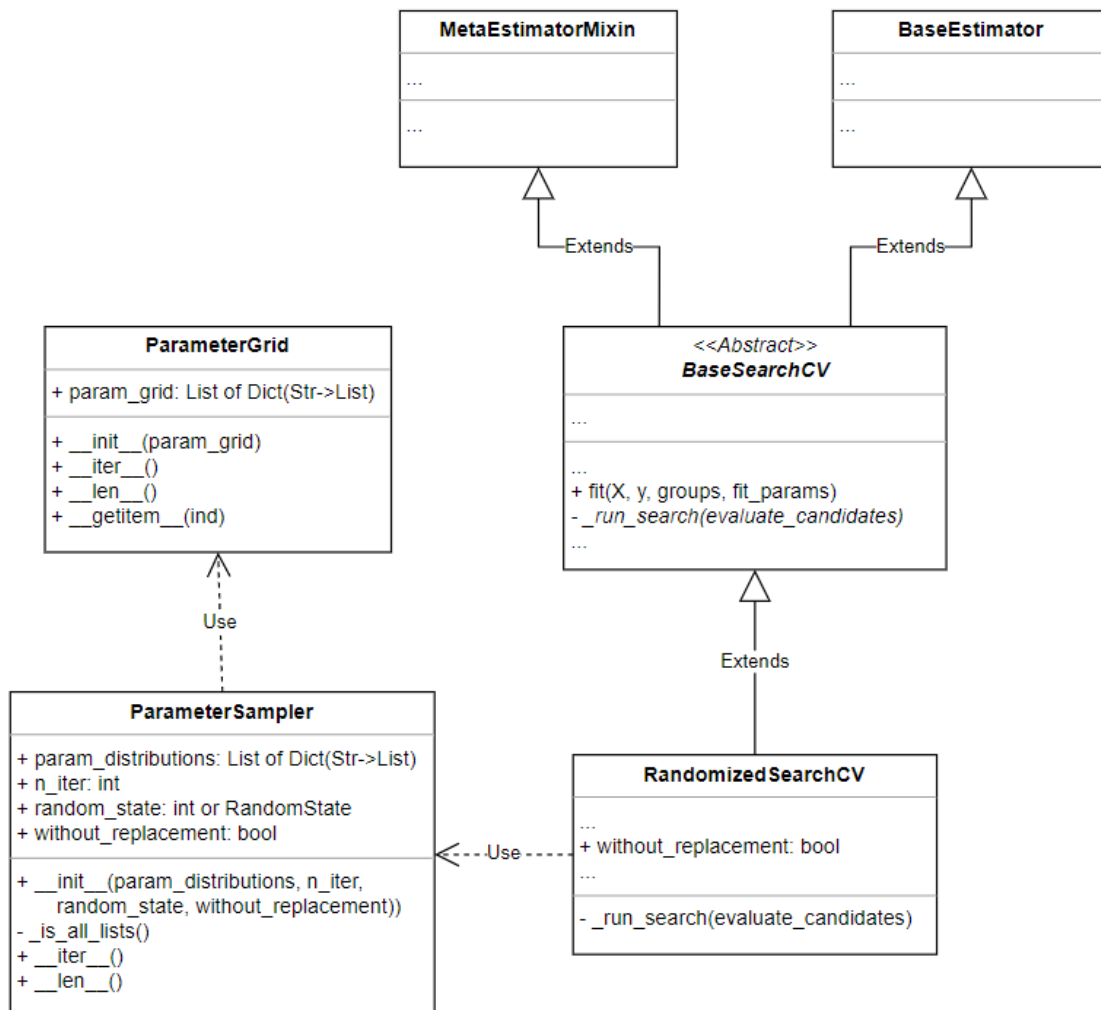 MetaEstimatorMixin
...
...
BaseEstimator
...
...
Extends
Extends
ParameterGrid
+ param_grid: List of Dict(Str->List)
+ __init__(param_grid)
+ __iter__()
+ __len__()
+ __getitem__(ind)
<<Abstract>>
BaseSearchCV
...
...
+ fit(X, y, groups, fit_params)
- _run_search(evaluate_candidates)
...
Use
Extends
ParameterSampler
+ param_distributions: List of Dict(Str->List)
+ n_iter: int
+ random_state: int or RandomState
+ without_replacement: bool
+ __init__(param_distributions, n_iter,
random_state, without_replacement))
- _is_all_lists()
+ __iter__()
+ __len__()
Use
RandomizedSearchCV
...
+ without_replacement: bool
...
- _run_search(evaluate_candidates)